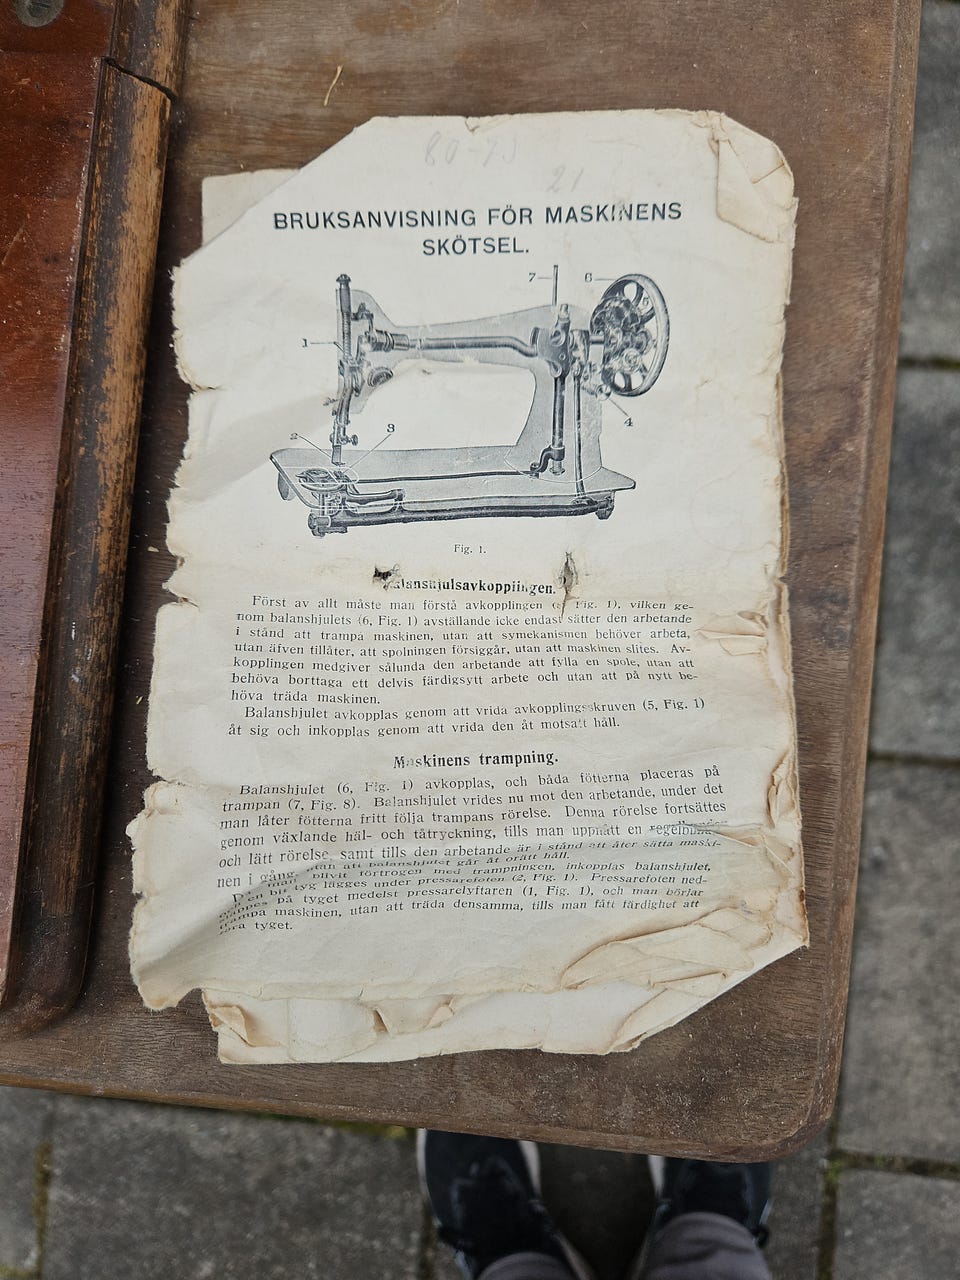 80-73
21
BRUKSANVISNING FÖR MASKINENS
SKÖTSEL.
7
6
5
1
4
2
3
Fig. 1.
Balanshjulsavkopplingen.
Först av allt måste man förstå avkopplingen Fig. 1), vilken ge-
nom balanshjulets (6, Fig. 1) avställande icke endast sätter den arbetande
i stånd att trampa maskinen, utan att symekanismen behöver arbeta,
utan äfven tillåter, att spolningen försiggår, utan att maskinen slites. Av-
kopplingen medgiver sålunda den arbetande att fylla en spole, utan att
behöva borttaga ett delvis färdigsytt arbete och utan att på nytt be-
höva träda maskinen.
Balanshjulet avkopplas genom att vrida avkopplingsskruven (5, Fig. 1)
åt sig och inkopplas genom att vrida den åt motsatt håll.
Maskinens trampning.
Balanshjulet (6, Fig. 1) avkopplas, och båda fötterna placeras på
trampan (7, Fig. 8). Balanshjulet vrides nu mot den arbetande, under det
man låter fötterna fritt följa trampans rörelse. Denna rörelse fortsättes
genom växlande häl- och tåtryckning, tills man uppnått en
och lätt rörelse, samt tills den arbetande är i stånd att åter sätta maski-
nen i gång, utan att balanshjulet går åt orätt håll.
man blivit förtrogen med trampningen, inkopplas balanshjulet,
en bit tyg lägges under pressarefoten (2, Fig. 1). Pressarefoten ned-
på tyget medelst pressarelyftaren (1, Fig. 1), och man börjar
trampa maskinen, utan att träda densamma, tills man fått färdighet att
tyget.